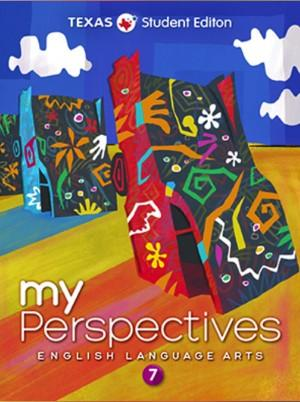 TEXAS Student Editon
my
Perspectives
ENGLISH LANGUAGE ARTS
7